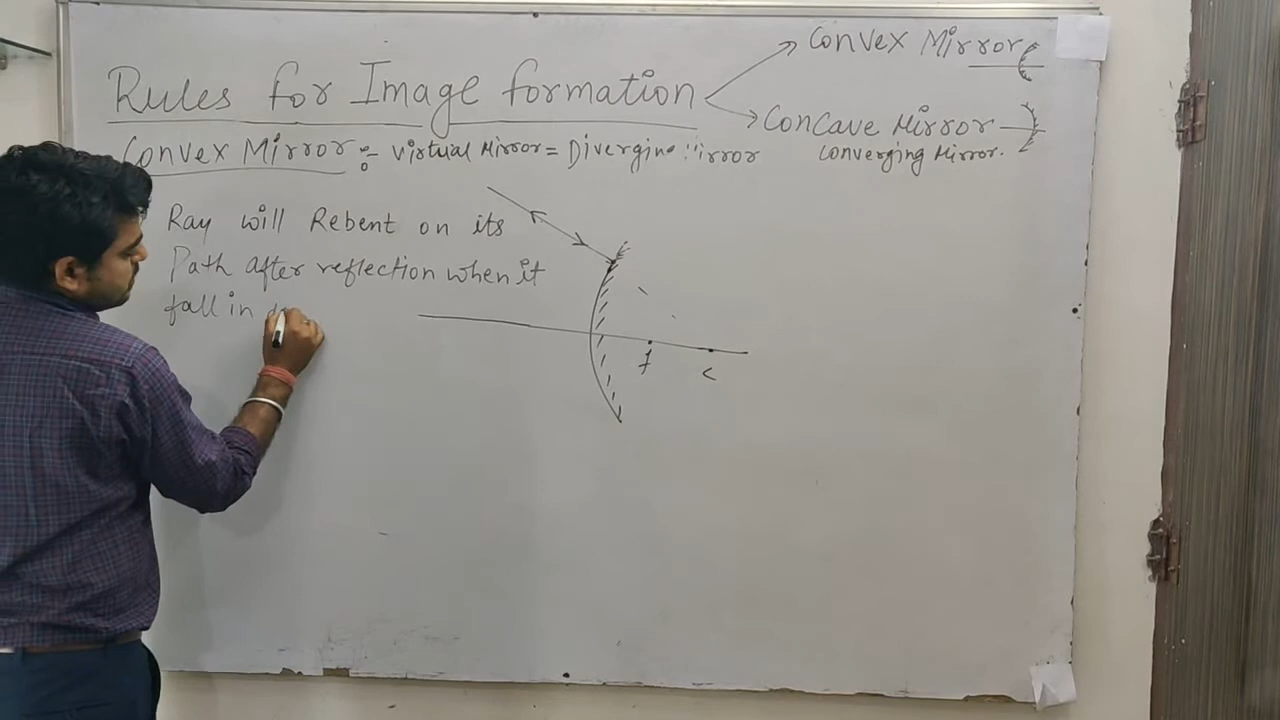 Rules for Image formation
Convex Mirror
Concave Mirror
Converging Mirror.
Convex Mirror :- Virtual Mirror = Diverging Mirror
Ray will Rebent on its
Path after reflection when it
fall in
f
C